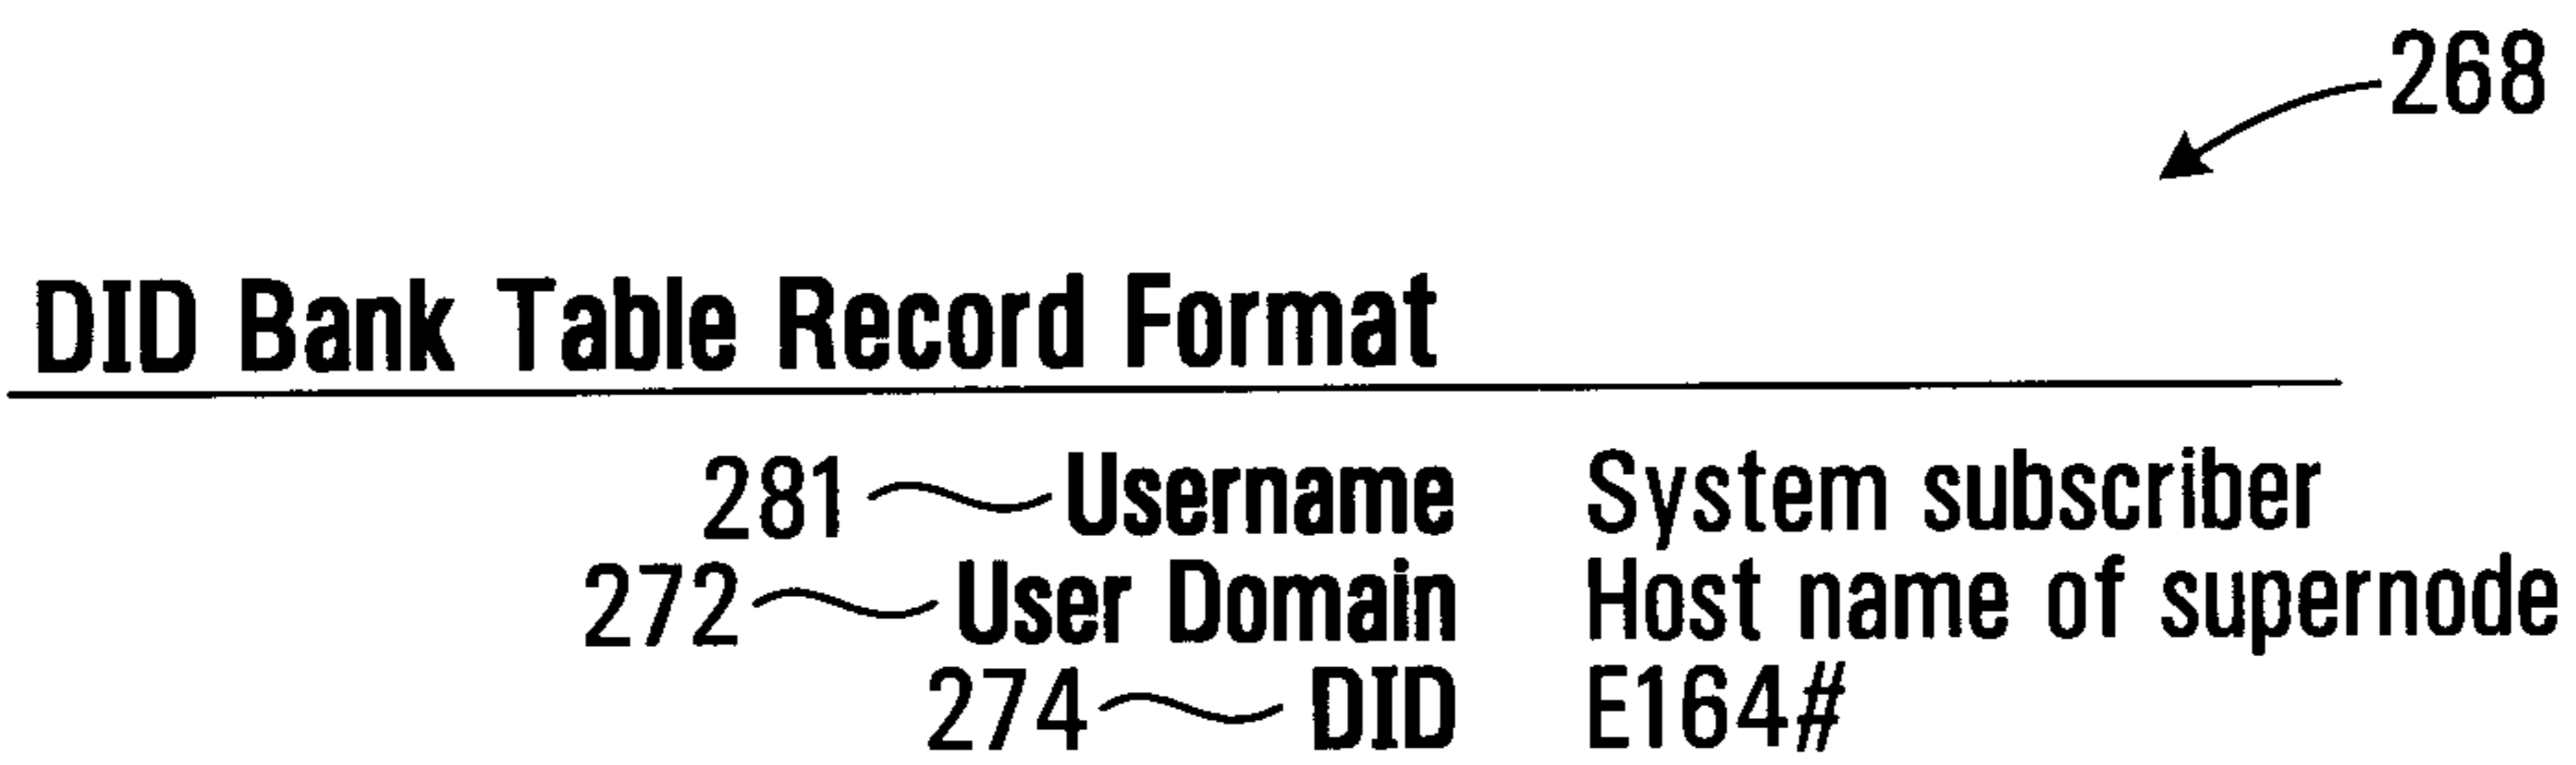 268
DID Bank Table Record Format
281 Username System subscriber
272 User Domain Host name of supernode
274 DID E164#